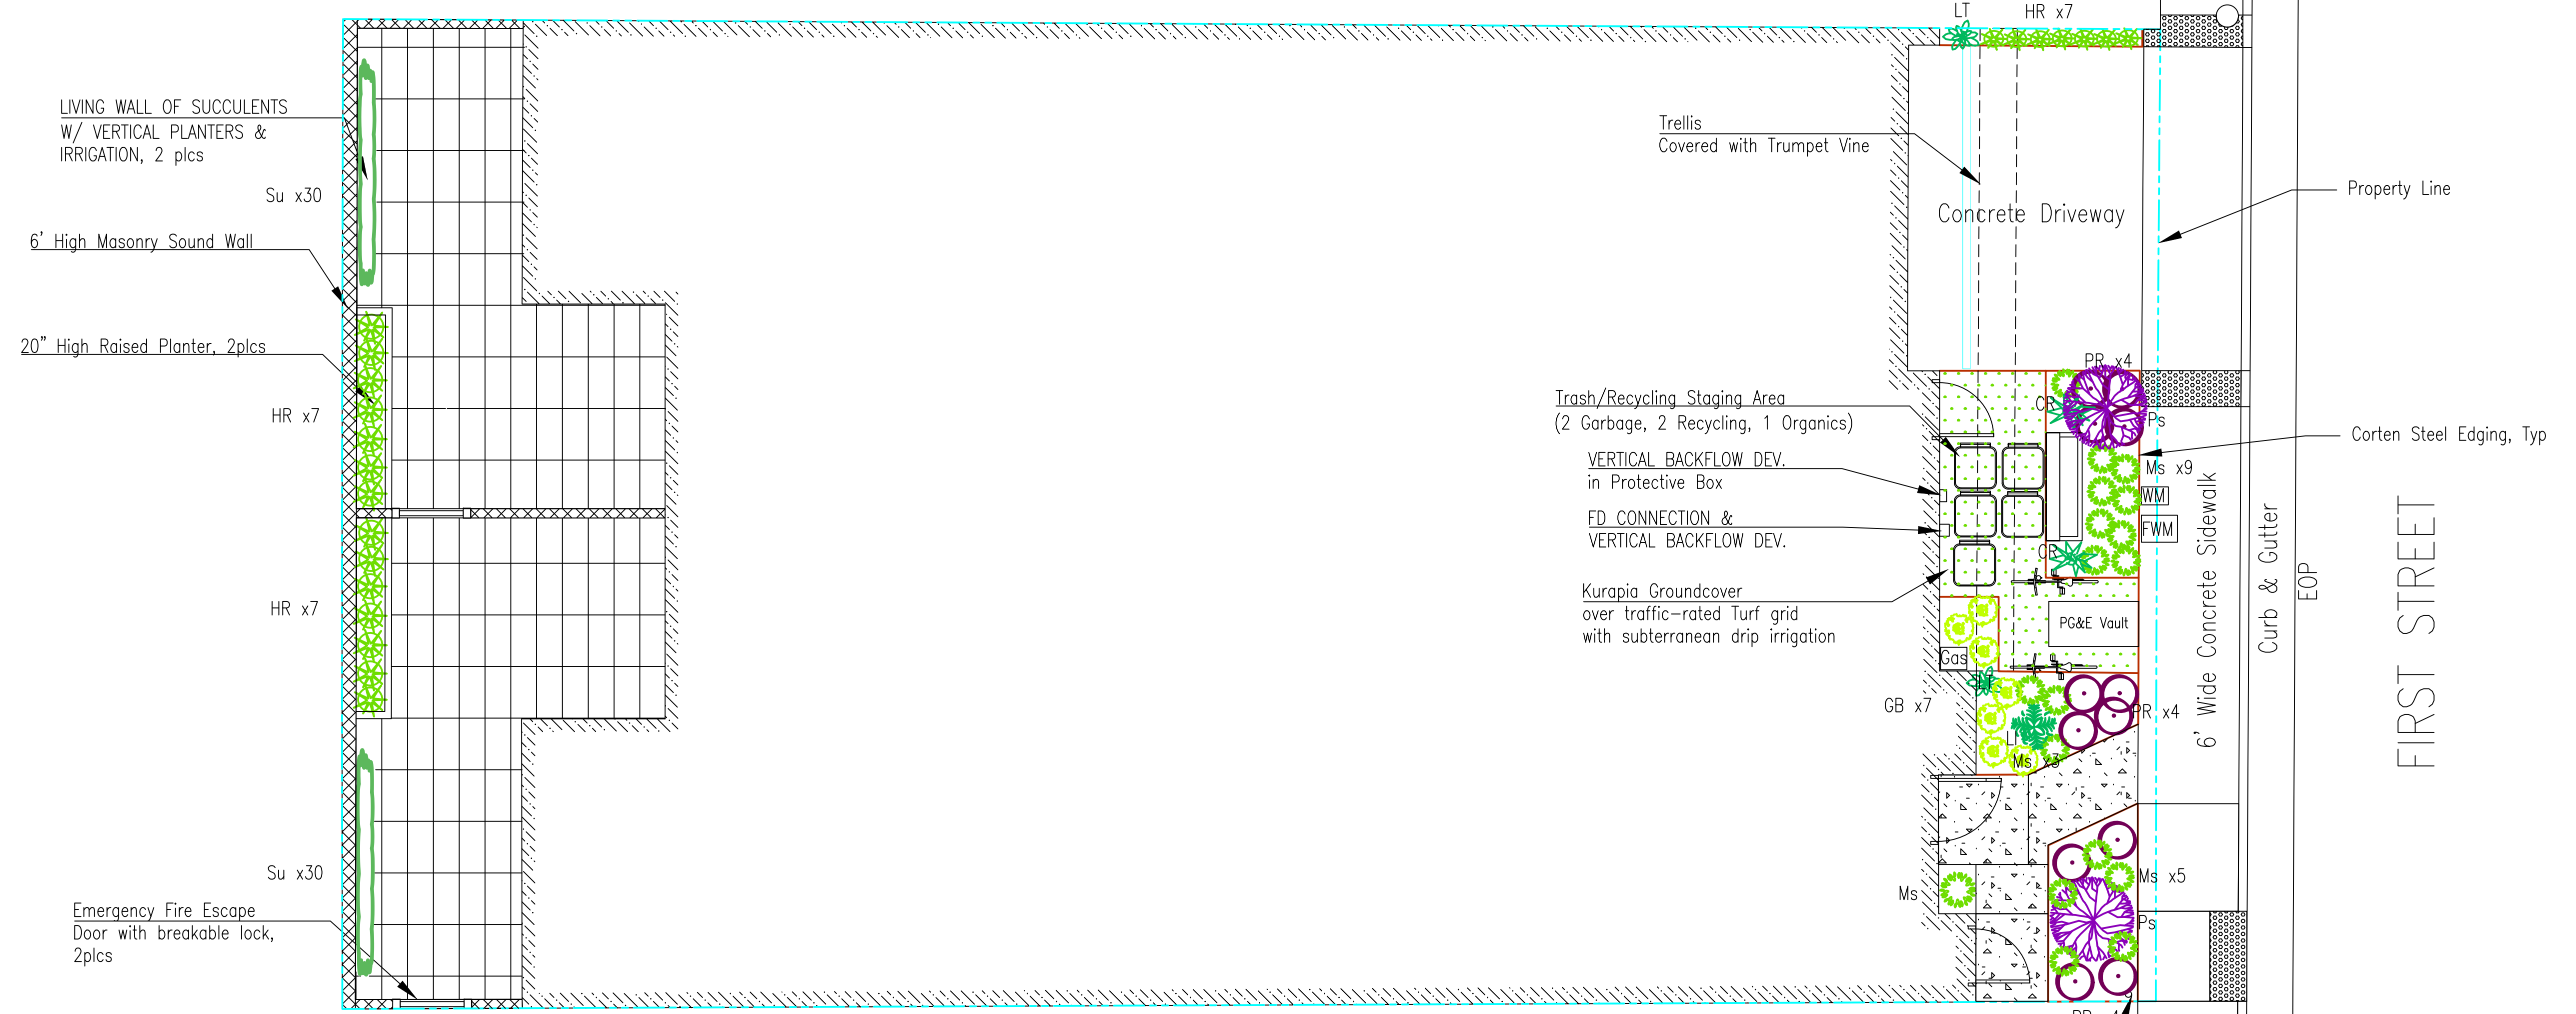 LT
HR x7
LIVING WALL OF SUCCULENTS
W/ VERTICAL PLANTERS &
IRRIGATION, 2 plcs
Su x30
6' High Masonry Sound Wall
20" High Raised Planter, 2plcs
HR x7
HR x7
Su x30
Emergency Fire Escape
Door with breakable lock,
2plcs
Trellis
Covered with Trumpet Vine
Concrete Driveway
Property Line
Trash/Recycling Staging Area
(2 Garbage, 2 Recycling, 1 Organics)
VERTICAL BACKFLOW DEV.
in Protective Box
FD CONNECTION &
VERTICAL BACKFLOW DEV.
Kurapia Groundcover
over traffic-rated Turf grid
with subterranean drip irrigation
PR x4
CR
Ps
Corten Steel Edging, Typ
Ms x9
WM
FWM
CR
PG&E Vault
Gas
LT
GB x7
PR x4
Ms x3
Ms
Ms x5
Ps
6' Wide Concrete Sidewalk
Curb & Gutter
EOP
FIRST STREET